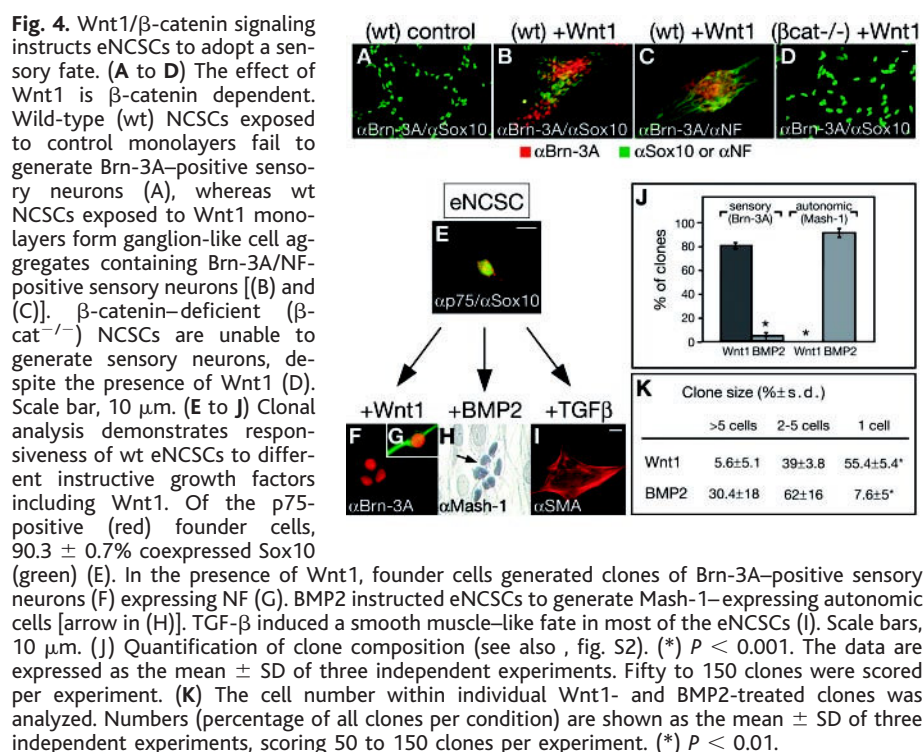 Fig. 4. Wnt1/β-catenin signaling
instructs eNCSCs to adopt a sen-
sory fate. (A to D) The effect of
Wnt1 is β-catenin dependent.
Wild-type (wt) NCSCs exposed
to control monolayers fail to
generate Brn-3A–positive senso-
ry neurons (A), whereas wt
NCSCs exposed to Wnt1 mono-
layers form ganglion-like cell ag-
gregates containing Brn-3A/NF-
positive sensory neurons [(B) and
(C)]. β-catenin–deficient (β-
cat−/−) NCSCs are unable to
generate sensory neurons, de-
spite the presence of Wnt1 (D).
Scale bar, 10 μm. (E to J) Clonal
analysis demonstrates respon-
siveness of wt eNCSCs to differ-
ent instructive growth factors
including Wnt1. Of the p75-
positive (red) founder cells,
90.3 ± 0.7% coexpressed Sox10
(green) (E). In the presence of Wnt1, founder cells generated clones of Brn-3A–positive sensory
neurons (F) expressing NF (G). BMP2 instructed eNCSCs to generate Mash-1–expressing autonomic
cells [arrow in (H)]. TGF-β induced a smooth muscle–like fate in most of the eNCSCs (I). Scale bars,
10 μm. (J) Quantification of clone composition (see also , fig. S2). (*) P < 0.001. The data are
expressed as the mean ± SD of three independent experiments. Fifty to 150 clones were scored
per experiment. (K) The cell number within individual Wnt1- and BMP2-treated clones was
analyzed. Numbers (percentage of all clones per condition) are shown as the mean ± SD of three
independent experiments, scoring 50 to 150 clones per experiment. (*) P < 0.01.
(wt) control (wt) +Wnt1 (wt) +Wnt1 (βcat-/-) +Wnt1
A B C D
αBrn-3A/αSox10 αBrn-3A/αSox10 αBrn-3A/αNF αBrn-3A/αSox10
αBrn-3A αSox10 or αNF
eNCSC
E
αp75/αSox10
+Wnt1 +BMP2 +TGFβ
F G H I
αBrn-3A αMash-1 αSMA
J
sensory autonomic
(Brn-3A) (Mash-1)
% of clones
100
80
60
40
20
0
* *
Wnt1 BMP2 Wnt1 BMP2
K
Clone size (%±s.d.)
>5 cells 2-5 cells 1 cell
Wnt1 5.6±5.1 39±3.8 55.4±5.4*
BMP2 30.4±18 62±16 7.6±5*